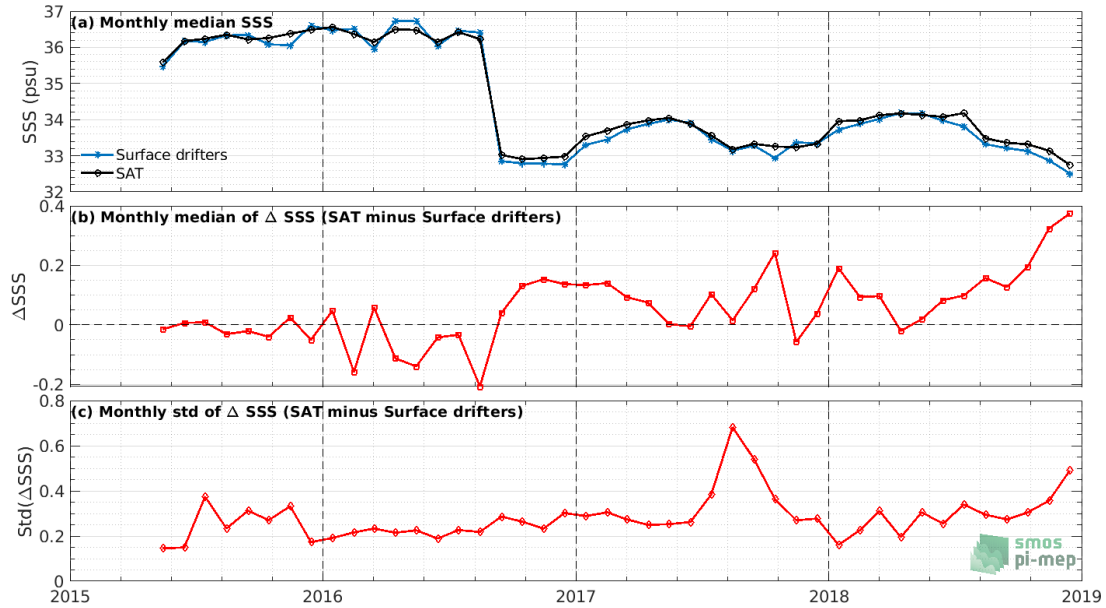 (a) Monthly median SSS
37
36
35
34
33
32
SSS (psu)
Surface drifters
SAT
(b) Monthly median of Δ SSS (SAT minus Surface drifters)
0.4
0.2
0
-0.2
ΔSSS
(c) Monthly std of Δ SSS (SAT minus Surface drifters)
0.8
0.6
0.4
0.2
0
Std(ΔSSS)
smos
pi-mep
2015
2016
2017
2018
2019